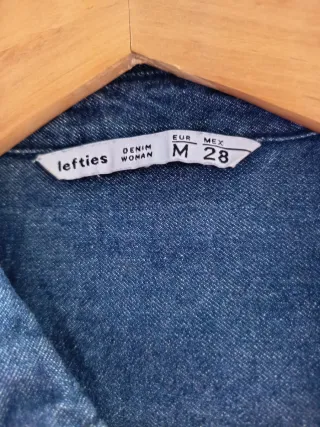 lefties
DENIM
WOMAN
EUR
M
MEX
28